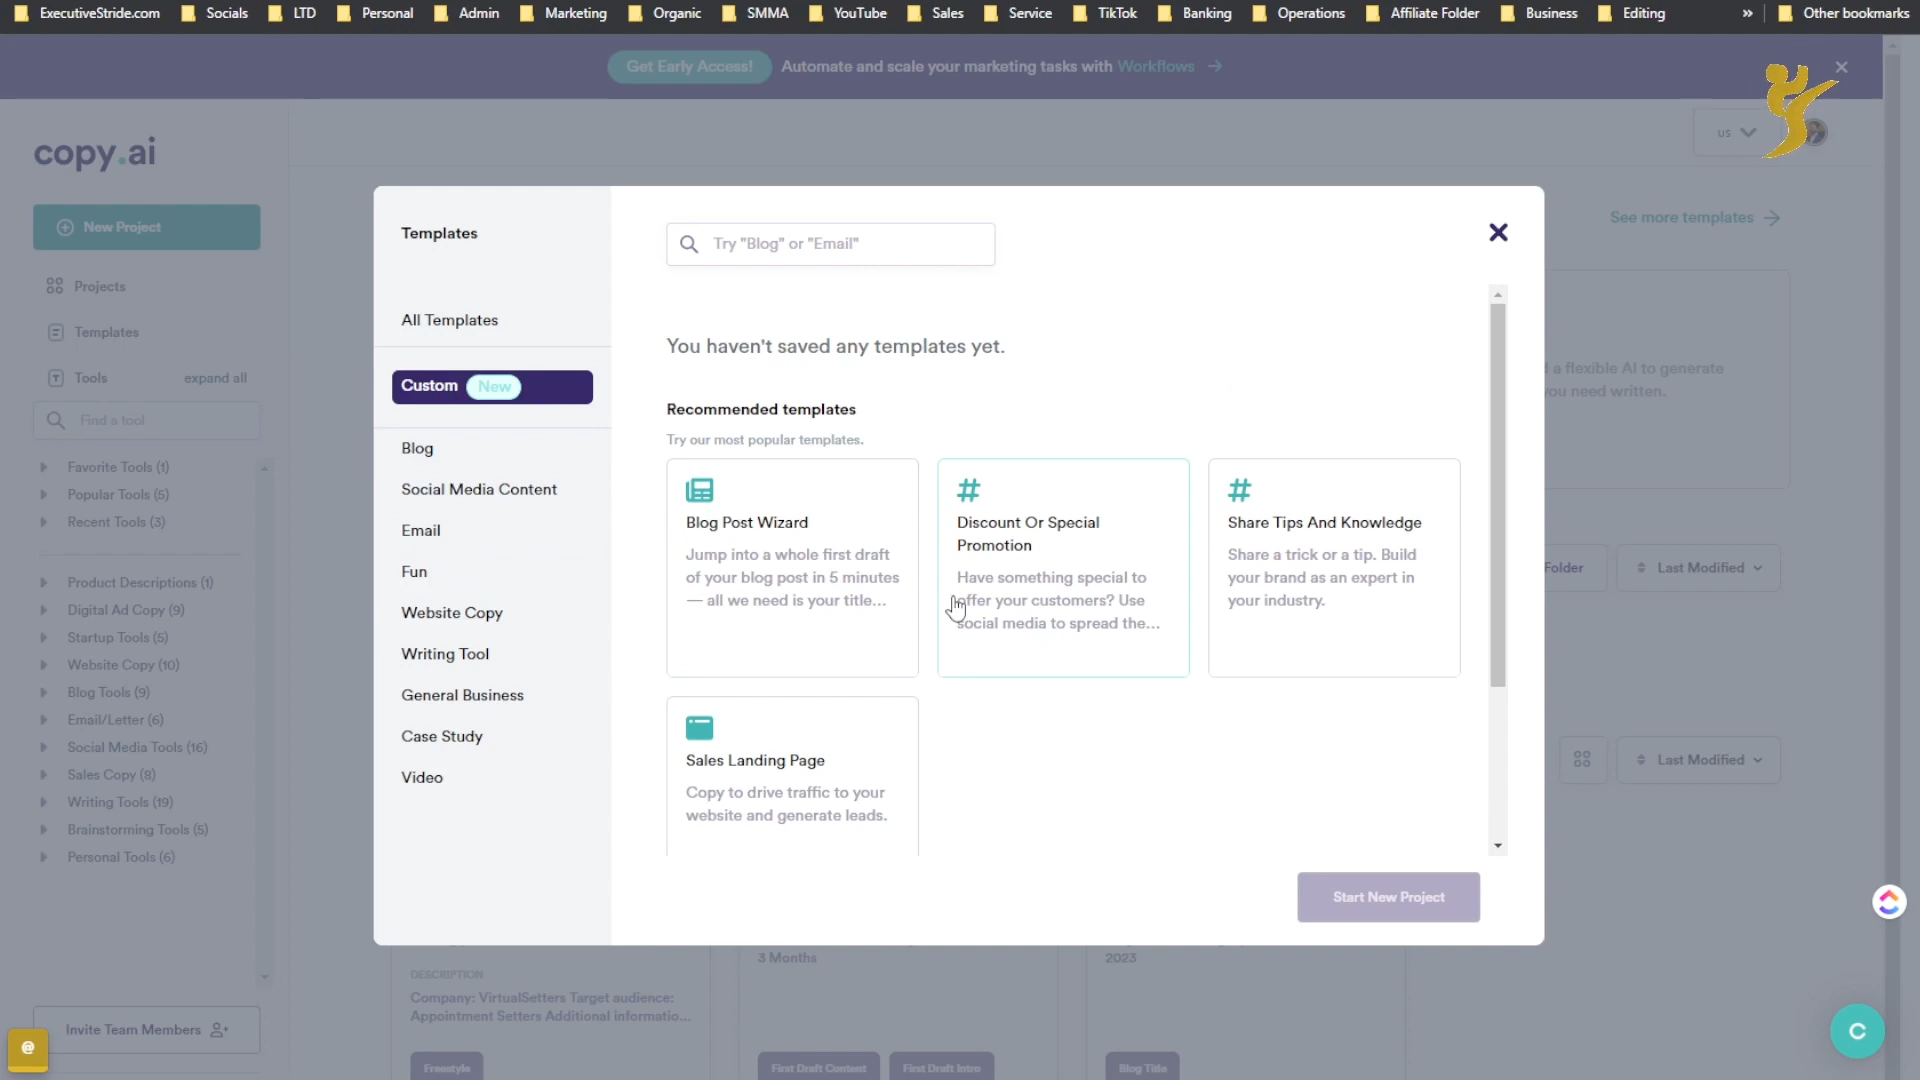 ExecutiveStride.com Socials LTD Personal Admin Marketing Organic SMMA YouTube Sales Service TikTok Banking Operations Affiliate Folder Business Editing » Other bookmarks
Get Early Access! Automate and scale your marketing tasks with Workflows →
copy.ai
us
New Project
See more templates →
Projects
Templates
Tools expand all
Find a tool
Favorite Tools (1)
Popular Tools (5)
Recent Tools (3)
Product Descriptions (1)
Digital Ad Copy (9)
Startup Tools (5)
Website Copy (10)
Blog Tools (9)
Email/Letter (6)
Social Media Tools (16)
Sales Copy (8)
Writing Tools (19)
Brainstorming Tools (5)
Personal Tools (6)
Invite Team Members
@
Templates
All Templates
Custom New
Blog
Social Media Content
Email
Fun
Website Copy
Writing Tool
General Business
Case Study
Video
Try "Blog" or "Email"
You haven't saved any templates yet.
Recommended templates
Try our most popular templates.
Blog Post Wizard
Jump into a whole first draft
of your blog post in 5 minutes
— all we need is your title...
Discount Or Special
Promotion
Have something special to
offer your customers? Use
social media to spread the...
Share Tips And Knowledge
Share a trick or a tip. Build
your brand as an expert in
your industry.
Sales Landing Page
Copy to drive traffic to your
website and generate leads.
Start New Project
a flexible AI to generate
you need written.
Folder
Last Modified
Last Modified
DESCRIPTION
Company: VirtualSetters Target audience:
Appointment Setters Additional informatio...
Freestyle
3 Months
First Draft Content First Draft Intro
2023
Blog Title
C